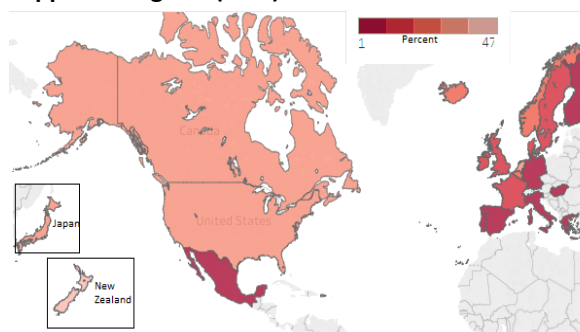 Percent
1 47
Canada
United States
Japan
New
Zealand